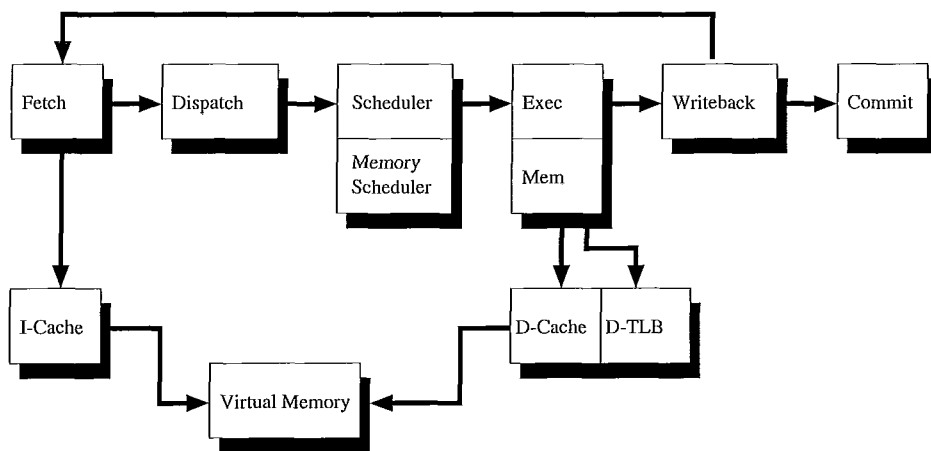 Fetch
Dispatch
Scheduler
Exec
Writeback
Commit
Memory
Scheduler
Mem
I-Cache
D-Cache
D-TLB
Virtual Memory